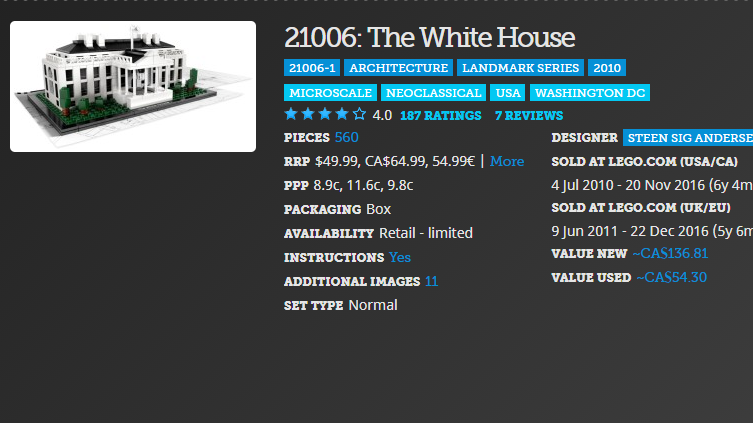 21006: The White House
21006-1 ARCHITECTURE LANDMARK SERIES 2010
MICROSCALE NEOCLASSICAL USA WASHINGTON DC
4.0 187 RATINGS 7 REVIEWS
PIECES 560
RRP $49.99, CA$64.99, 54.99€ | More
PPP 8.9c, 11.6c, 9.8c
PACKAGING Box
AVAILABILITY Retail - limited
INSTRUCTIONS Yes
ADDITIONAL IMAGES 11
SET TYPE Normal
DESIGNER STEEN SIG ANDERSE
SOLD AT LEGO.COM (USA/CA)
4 Jul 2010 - 20 Nov 2016 (6y 4m
SOLD AT LEGO.COM (UK/EU)
9 Jun 2011 - 22 Dec 2016 (5y 6m
VALUE NEW ~CA$136.81
VALUE USED ~CA$54.30